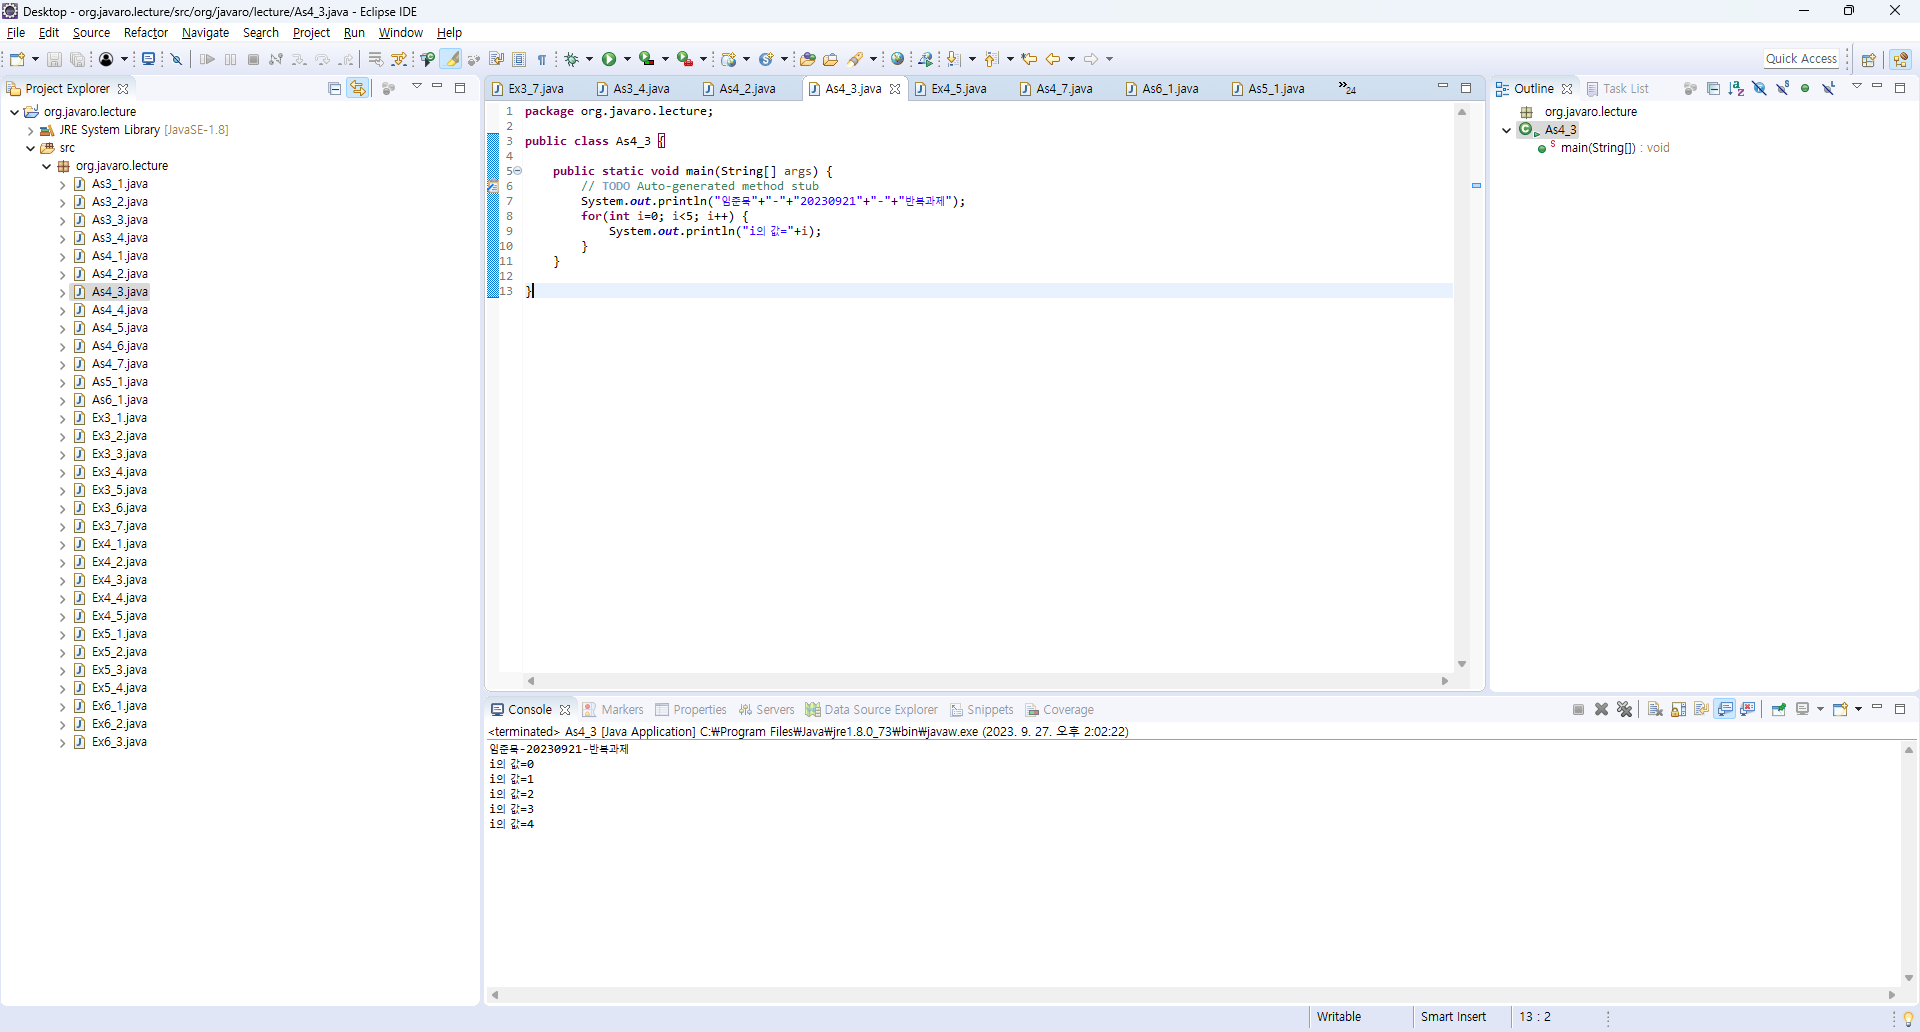 Desktop - org.javaro.lecture/src/org/javaro/lecture/As4_3.java - Eclipse IDE
File Edit Source Refactor Navigate Search Project Run Window Help
Quick Access
Project Explorer
org.javaro.lecture
JRE System Library [JavaSE-1.8]
src
org.javaro.lecture
As3_1.java
As3_2.java
As3_3.java
As3_4.java
As4_1.java
As4_2.java
As4_3.java
As4_4.java
As4_5.java
As4_6.java
As4_7.java
As5_1.java
As6_1.java
Ex3_1.java
Ex3_2.java
Ex3_3.java
Ex3_4.java
Ex3_5.java
Ex3_6.java
Ex3_7.java
Ex4_1.java
Ex4_2.java
Ex4_3.java
Ex4_4.java
Ex4_5.java
Ex5_1.java
Ex5_2.java
Ex5_3.java
Ex5_4.java
Ex6_1.java
Ex6_2.java
Ex6_3.java
Ex3_7.java As3_4.java As4_2.java As4_3.java Ex4_5.java As4_7.java As6_1.java As5_1.java »24
1 package org.javaro.lecture;
2
3 public class As4_3 {
4
5 public static void main(String[] args) {
6 // TODO Auto-generated method stub
7 System.out.println("임준묵"+"-"+"20230921"+"-"+"반복과제");
8 for(int i=0; i<5; i++) {
9 System.out.println("i의 값="+i);
10 }
11 }
12
13 }
Outline Task List
org.javaro.lecture
As4_3
main(String[]) : void
Console Markers Properties Servers Data Source Explorer Snippets Coverage
<terminated> As4_3 [Java Application] C:₩Program Files₩Java₩jre1.8.0_73₩bin₩javaw.exe (2023. 9. 27. 오후 2:02:22)
임준묵-20230921-반복과제
i의 값=0
i의 값=1
i의 값=2
i의 값=3
i의 값=4
Writable Smart Insert 13 : 2